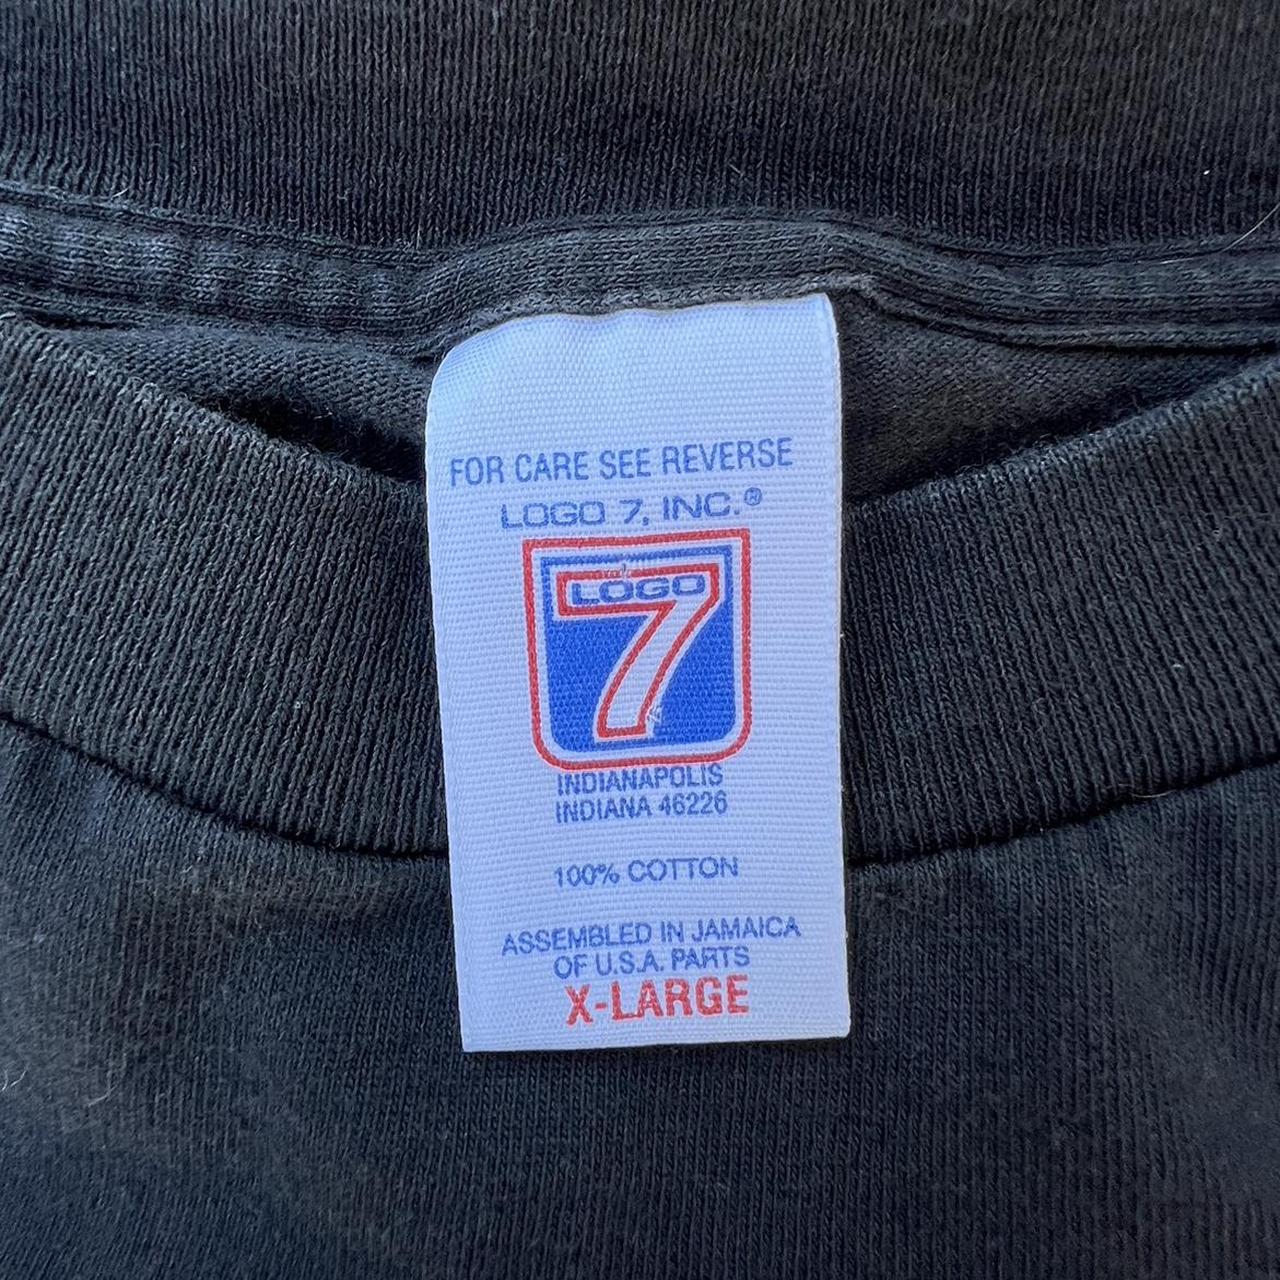 FOR CARE SEE REVERSE
LOGO 7, INC.®
LOGO
7
INDIANAPOLIS
INDIANA 46226
100% COTTON
ASSEMBLED IN JAMAICA
OF U.S.A. PARTS
X-LARGE